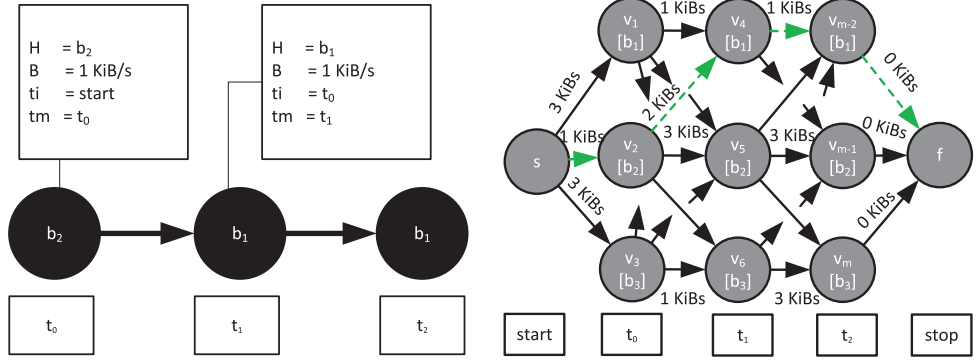 H = b₂
B = 1 KiB/s
ti = start
tm = t₀
H = b₁
B = 1 KiB/s
ti = t₀
tm = t₁
b₂
b₁
b₁
t₀
t₁
t₂
v₁
[b₁]
1 KiBs
v₄
[b₁]
1 KiBs
vₘ₋₂
[b₁]
3 KiBs
2 KiBs
0 KiBs
s
1 KiBs
v₂
[b₂]
3 KiBs
v₅
[b₂]
3 KiBs
vₘ₋₁
[b₂]
0 KiBs
f
3 KiBs
0 KiBs
v₃
[b₃]
1 KiBs
v₆
[b₃]
3 KiBs
vₘ
[b₃]
start
t₀
t₁
t₂
stop